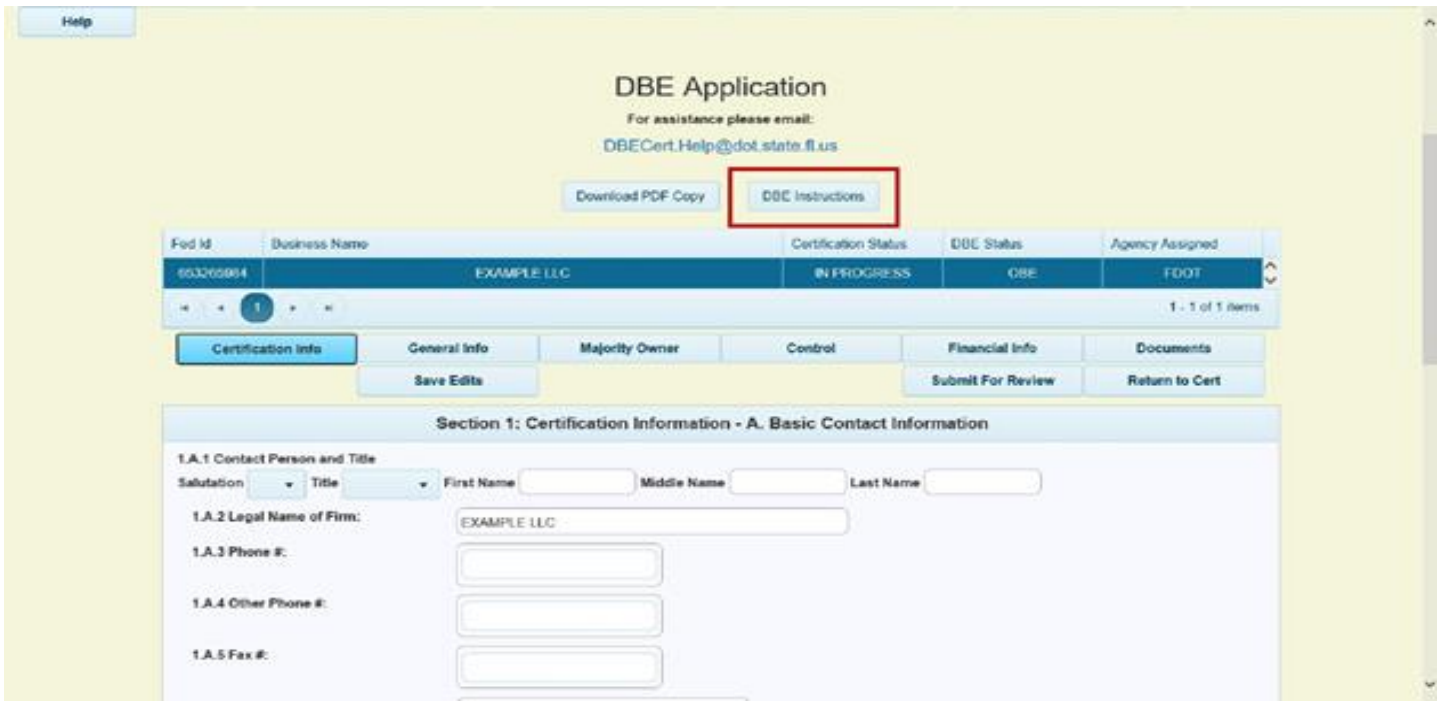 Help
DBE Application
For assistance please email:
DBECert.Help@dot.state.fl.us
Download PDF Copy DBE Instructions
Fed Id Business Name Certification Status DBE Status Agency Assigned
653265984 EXAMPLE LLC IN PROGRESS OBE FDOT
1 1 - 1 of 1 items
Certification Info General Info Majority Owner Control Financial Info Documents
Save Edits Submit For Review Return to Cert
Section 1: Certification Information - A. Basic Contact Information
1.A.1 Contact Person and Title
Salutation Title First Name Middle Name Last Name
1.A.2 Legal Name of Firm: EXAMPLE LLC
1.A.3 Phone #:
1.A.4 Other Phone #:
1.A.5 Fax #: